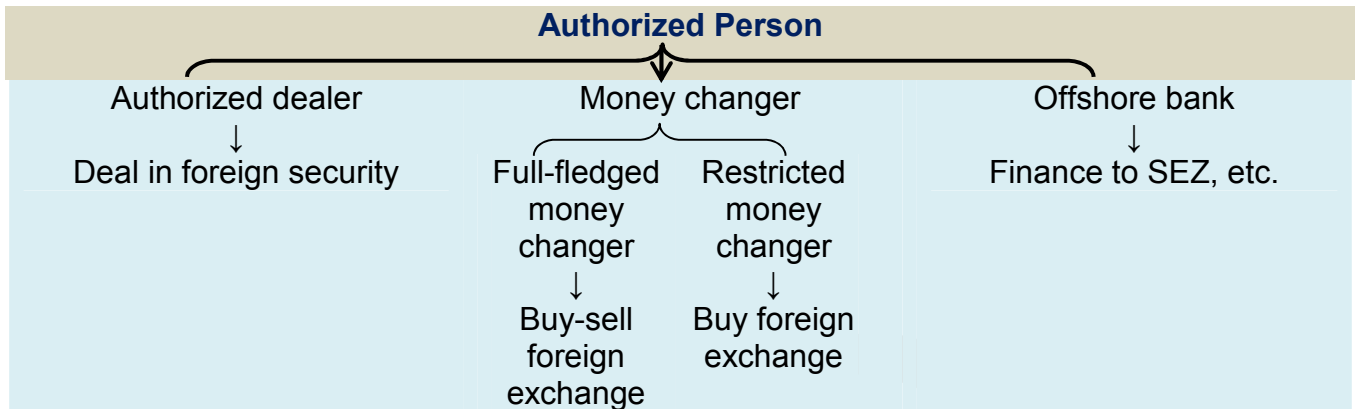 Authorized Person
Authorized dealer
↓
Deal in foreign security
Money changer
Full-fledged
money
changer
↓
Buy-sell
foreign
exchange
Restricted
money
changer
↓
Buy foreign
exchange
Offshore bank
↓
Finance to SEZ, etc.